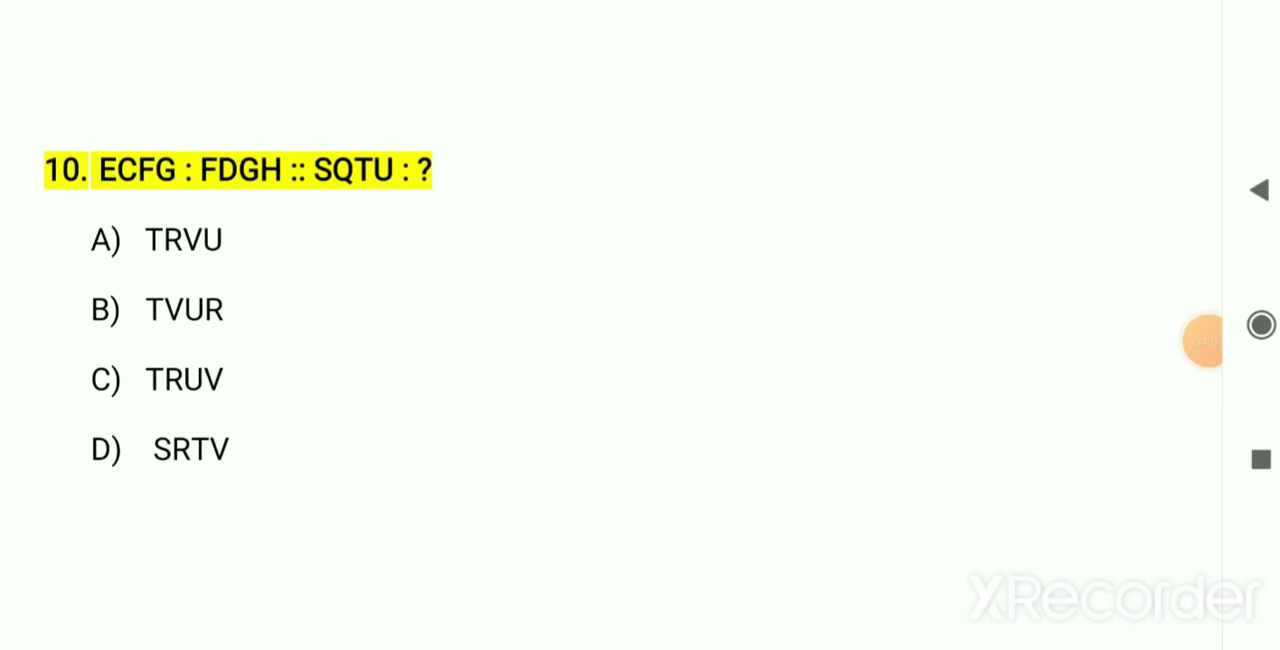 10. ECFG : FDGH :: SQTU : ?
A) TRVU
B) TVUR
C) TRUV
D) SRTV
XRecorder